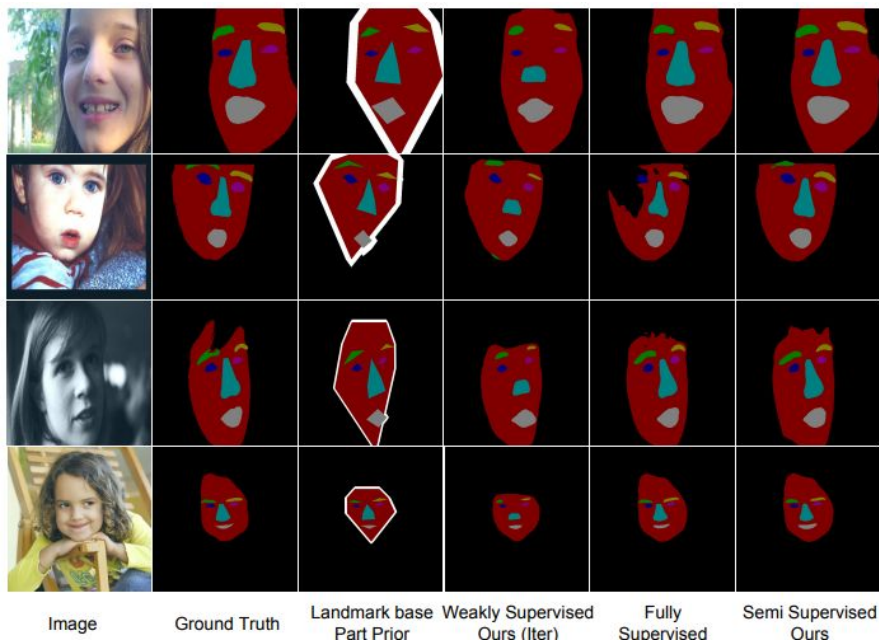 Image
Ground Truth
Landmark base
Part Prior
Weakly Supervised
Ours (Iter)
Fully
Supervised
Semi Supervised
Ours